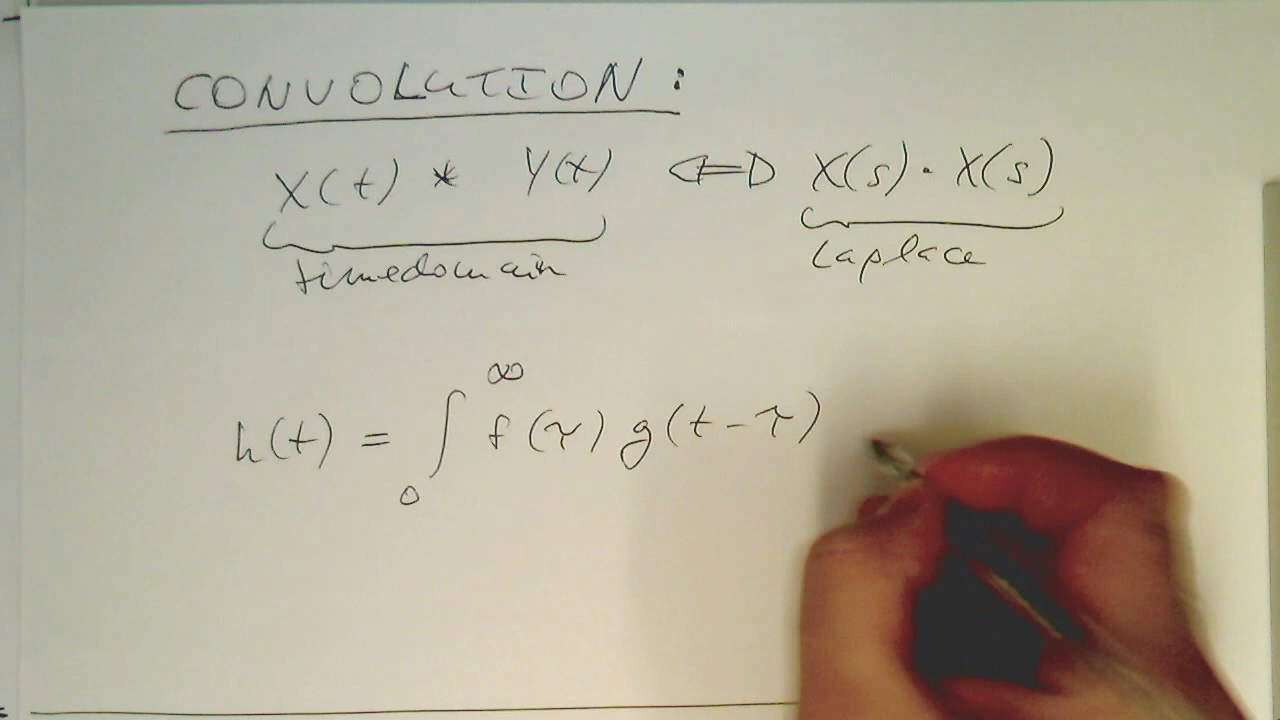 CONVOLUTION:
X(t) * Y(t) ⇔ X(s) · X(s)
timedomain Laplace
h(t) = ∫₀^∞ f(τ) g(t-τ)